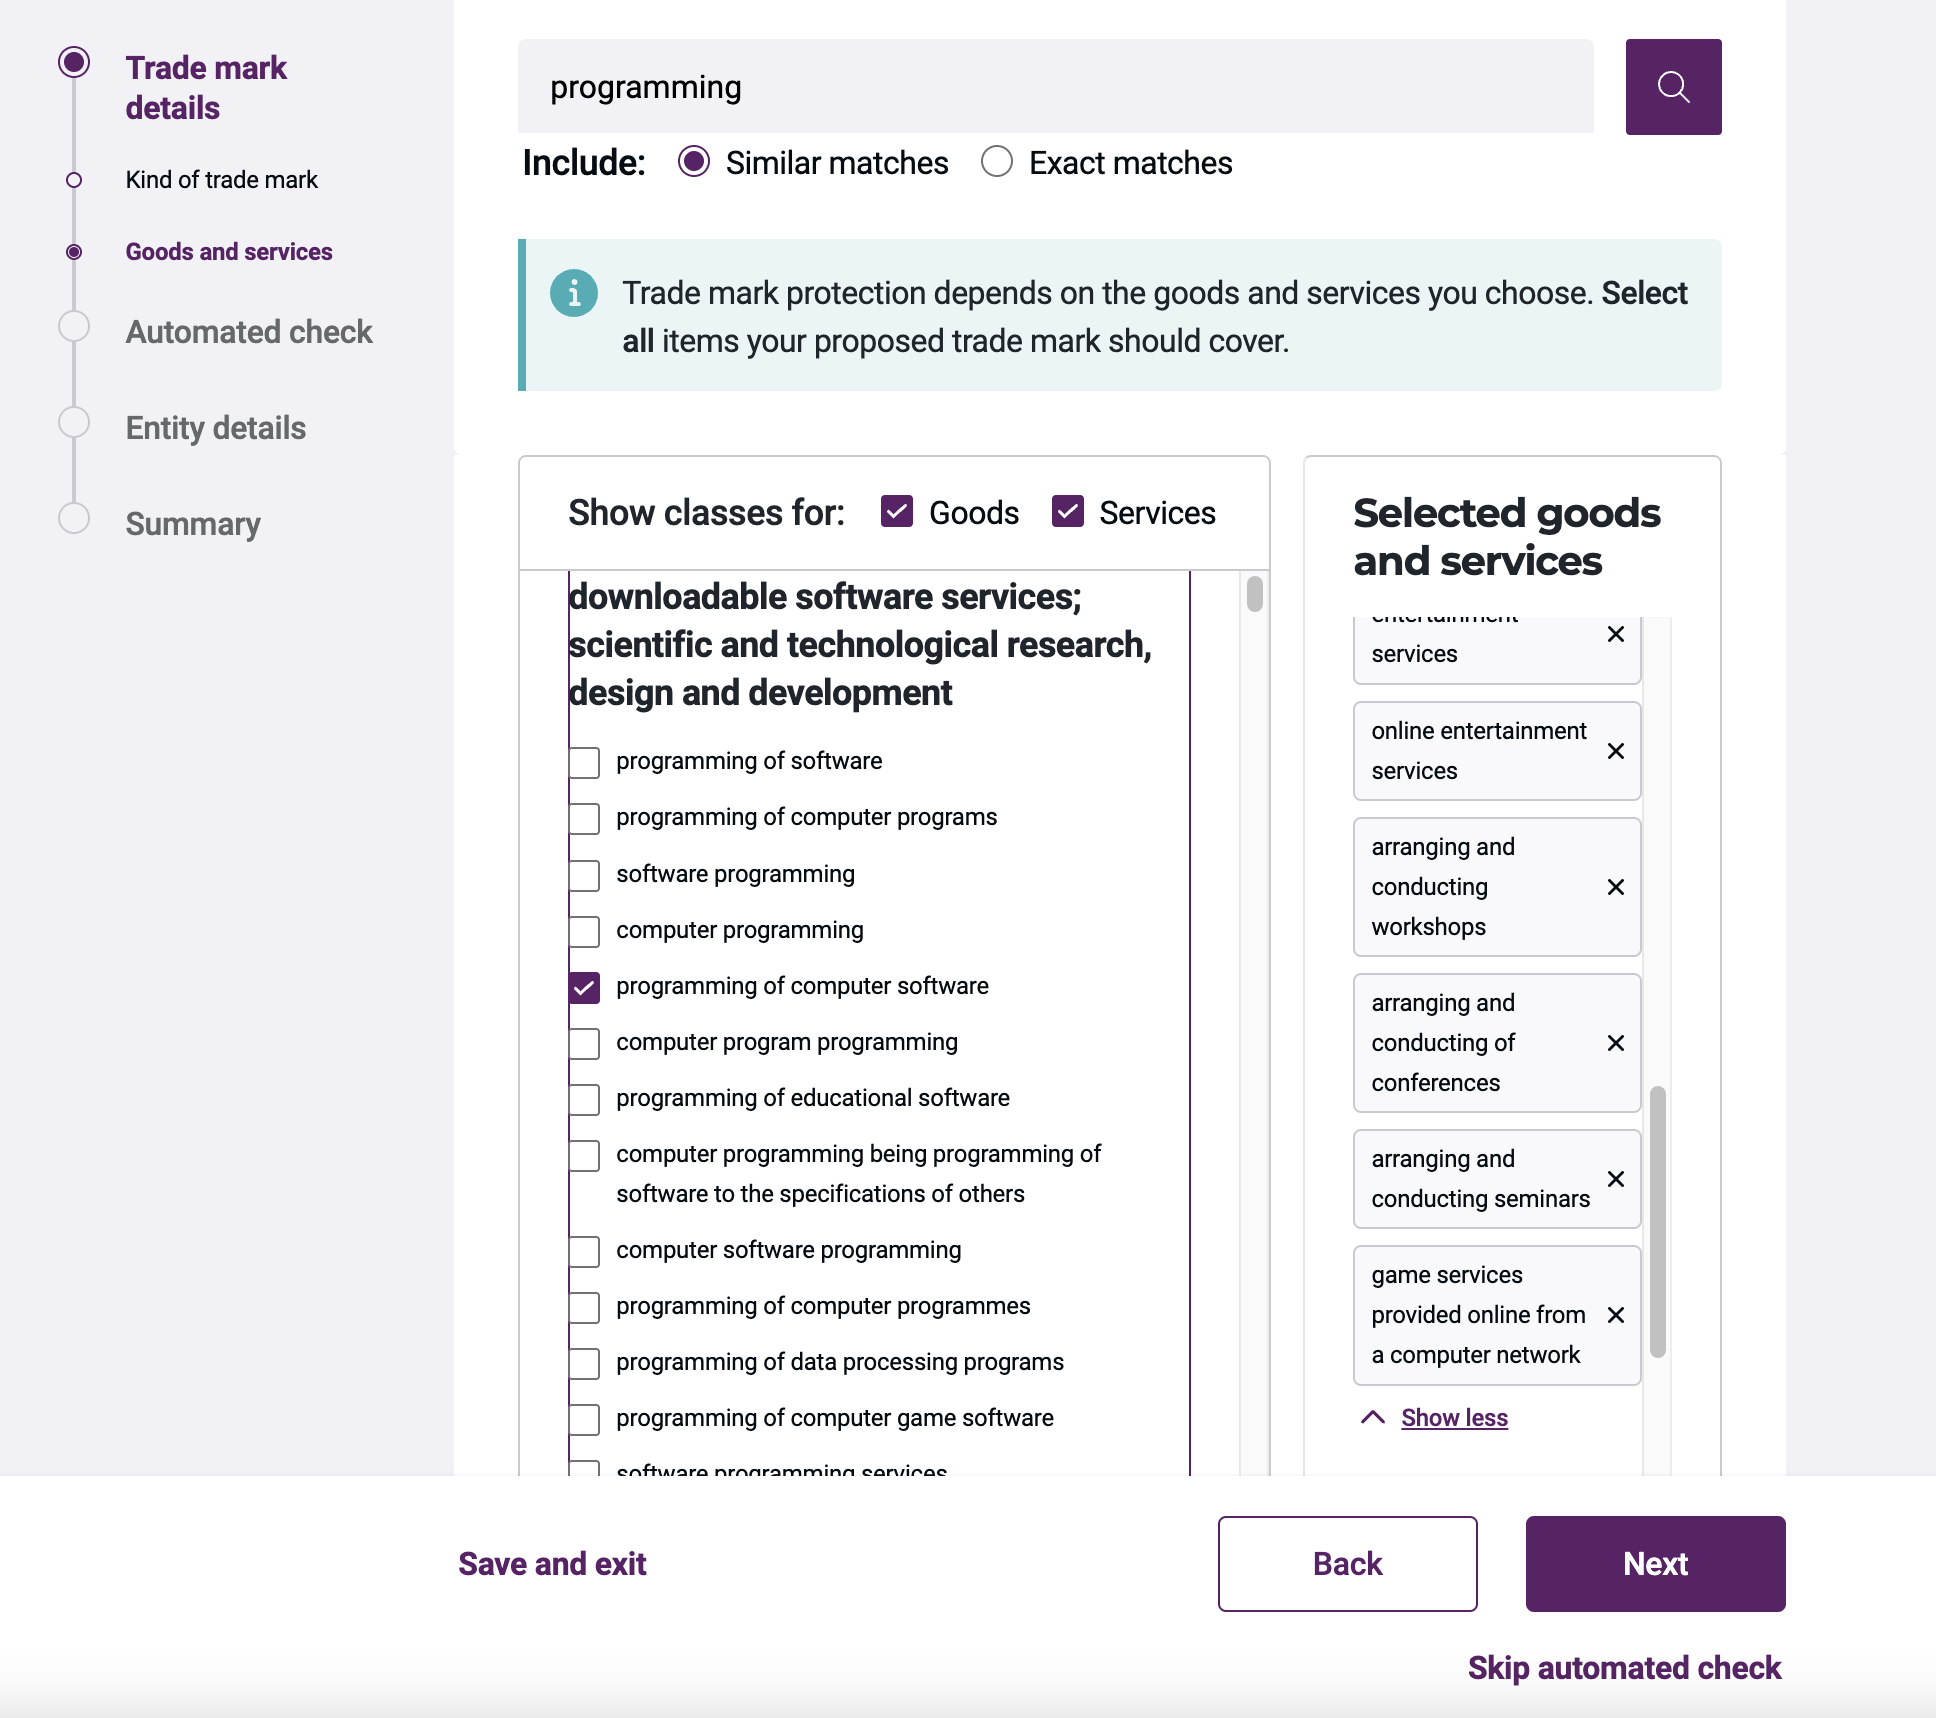 Trade mark
details
Kind of trade mark
Goods and services
Automated check
Entity details
Summary
programming
Include: Similar matches Exact matches
Trade mark protection depends on the goods and services you choose. Select
all items your proposed trade mark should cover.
Show classes for: Goods Services
downloadable software services;
scientific and technological research,
design and development
programming of software
programming of computer programs
software programming
computer programming
programming of computer software
computer program programming
programming of educational software
computer programming being programming of
software to the specifications of others
computer software programming
programming of computer programmes
programming of data processing programs
programming of computer game software
software programming services
Selected goods
and services
entertainment
services
online entertainment
services
arranging and
conducting
workshops
arranging and
conducting of
conferences
arranging and
conducting seminars
game services
provided online from
a computer network
Show less
Save and exit
Back
Next
Skip automated check